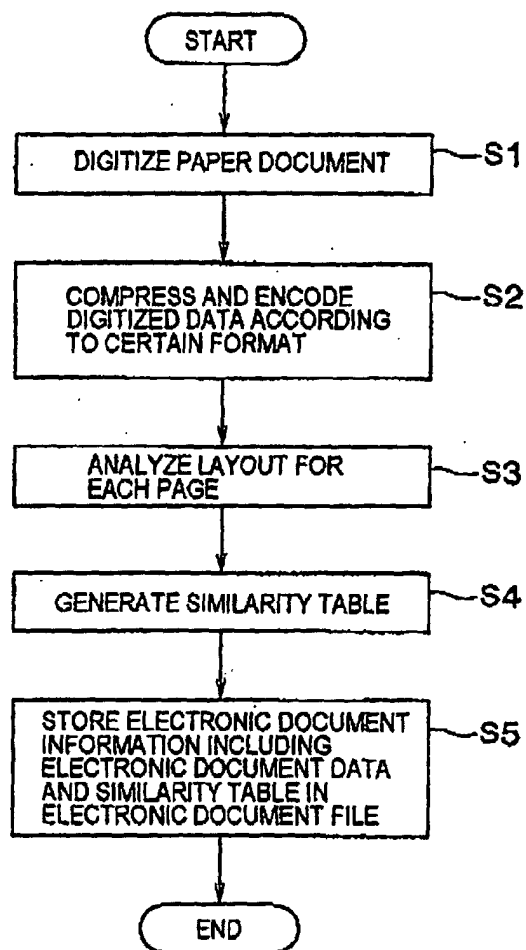 START
DIGITIZE PAPER DOCUMENT
S1
COMPRESS AND ENCODE
DIGITIZED DATA ACCORDING
TO CERTAIN FORMAT
S2
ANALYZE LAYOUT FOR
EACH PAGE
S3
GENERATE SIMILARITY TABLE
S4
STORE ELECTRONIC DOCUMENT
INFORMATION INCLUDING
ELECTRONIC DOCUMENT DATA
AND SIMILARITY TABLE IN
ELECTRONIC DOCUMENT FILE
S5
END